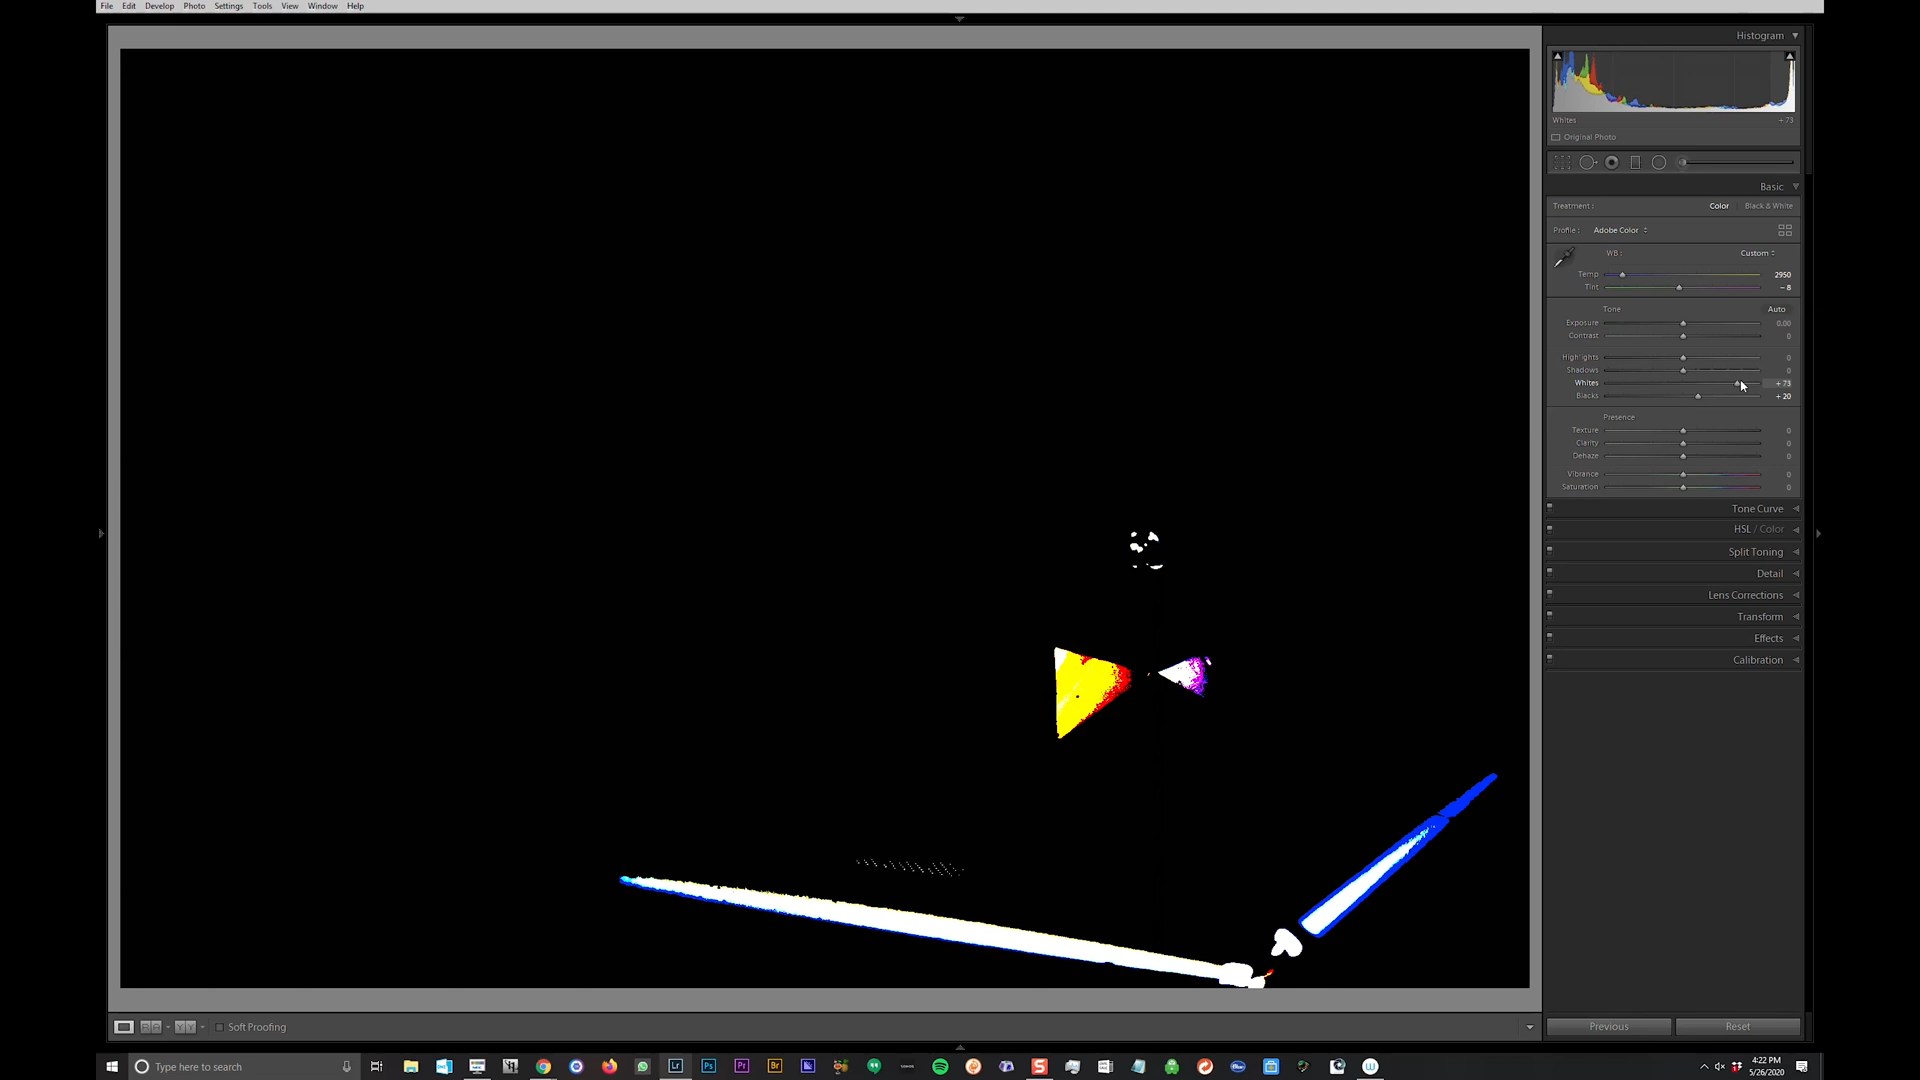 File Edit Develop Photo Settings Tools View Window Help
Histogram
Whites + 73
Original Photo
Basic
Treatment : Color Black & White
Profile : Adobe Color
WB : Custom
Temp 2950
Tint – 8
Tone Auto
Exposure 0.00
Contrast 0
Highlights 0
Shadows 0
Whites + 73
Blacks + 20
Presence
Texture 0
Clarity 0
Dehaze 0
Vibrance 0
Saturation 0
Tone Curve
HSL / Color
Split Toning
Detail
Lens Corrections
Transform
Effects
Calibration
Soft Proofing
Previous Reset
Type here to search
Lr Ps Pr Br
4:22 PM
5/26/2020